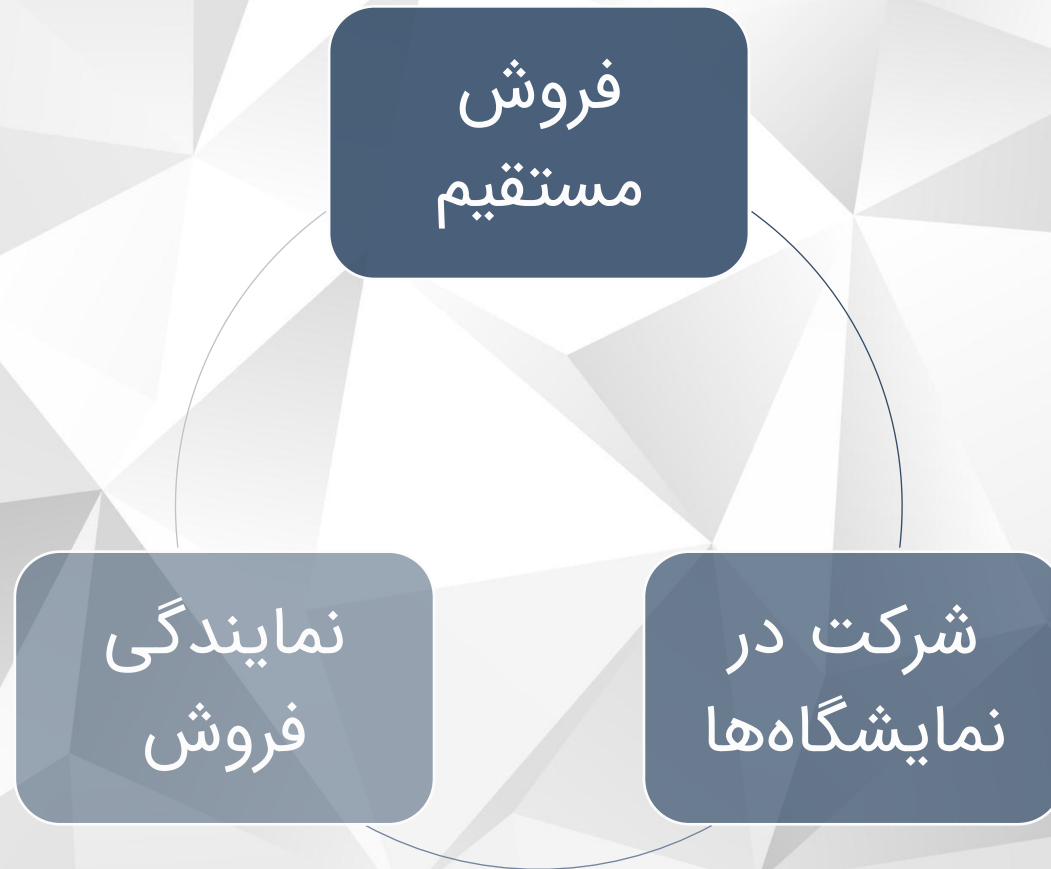 فروش
مستقیم
شرکت در
نمایشگاه‌ها
نمایندگی
فروش